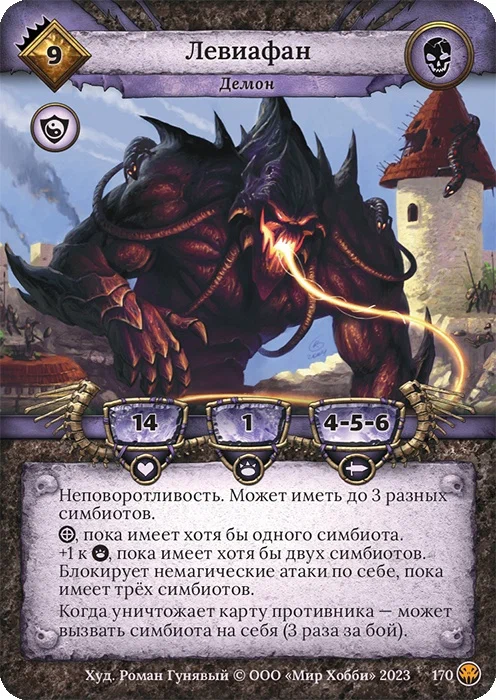 9
Левиафан
Демон
14
1
4-5-6
Неповоротливость. Может иметь до 3 разных
симбиотов.
, пока имеет хотя бы одного симбиота.
+1 к , пока имеет хотя бы двух симбиотов.
Блокирует немагические атаки по себе, пока
имеет трёх симбиотов.
Когда уничтожает карту противника — может
вызвать симбиота на себя (3 раза за бой).
Худ. Роман Гунявый © ООО «Мир Хобби» 2023
170